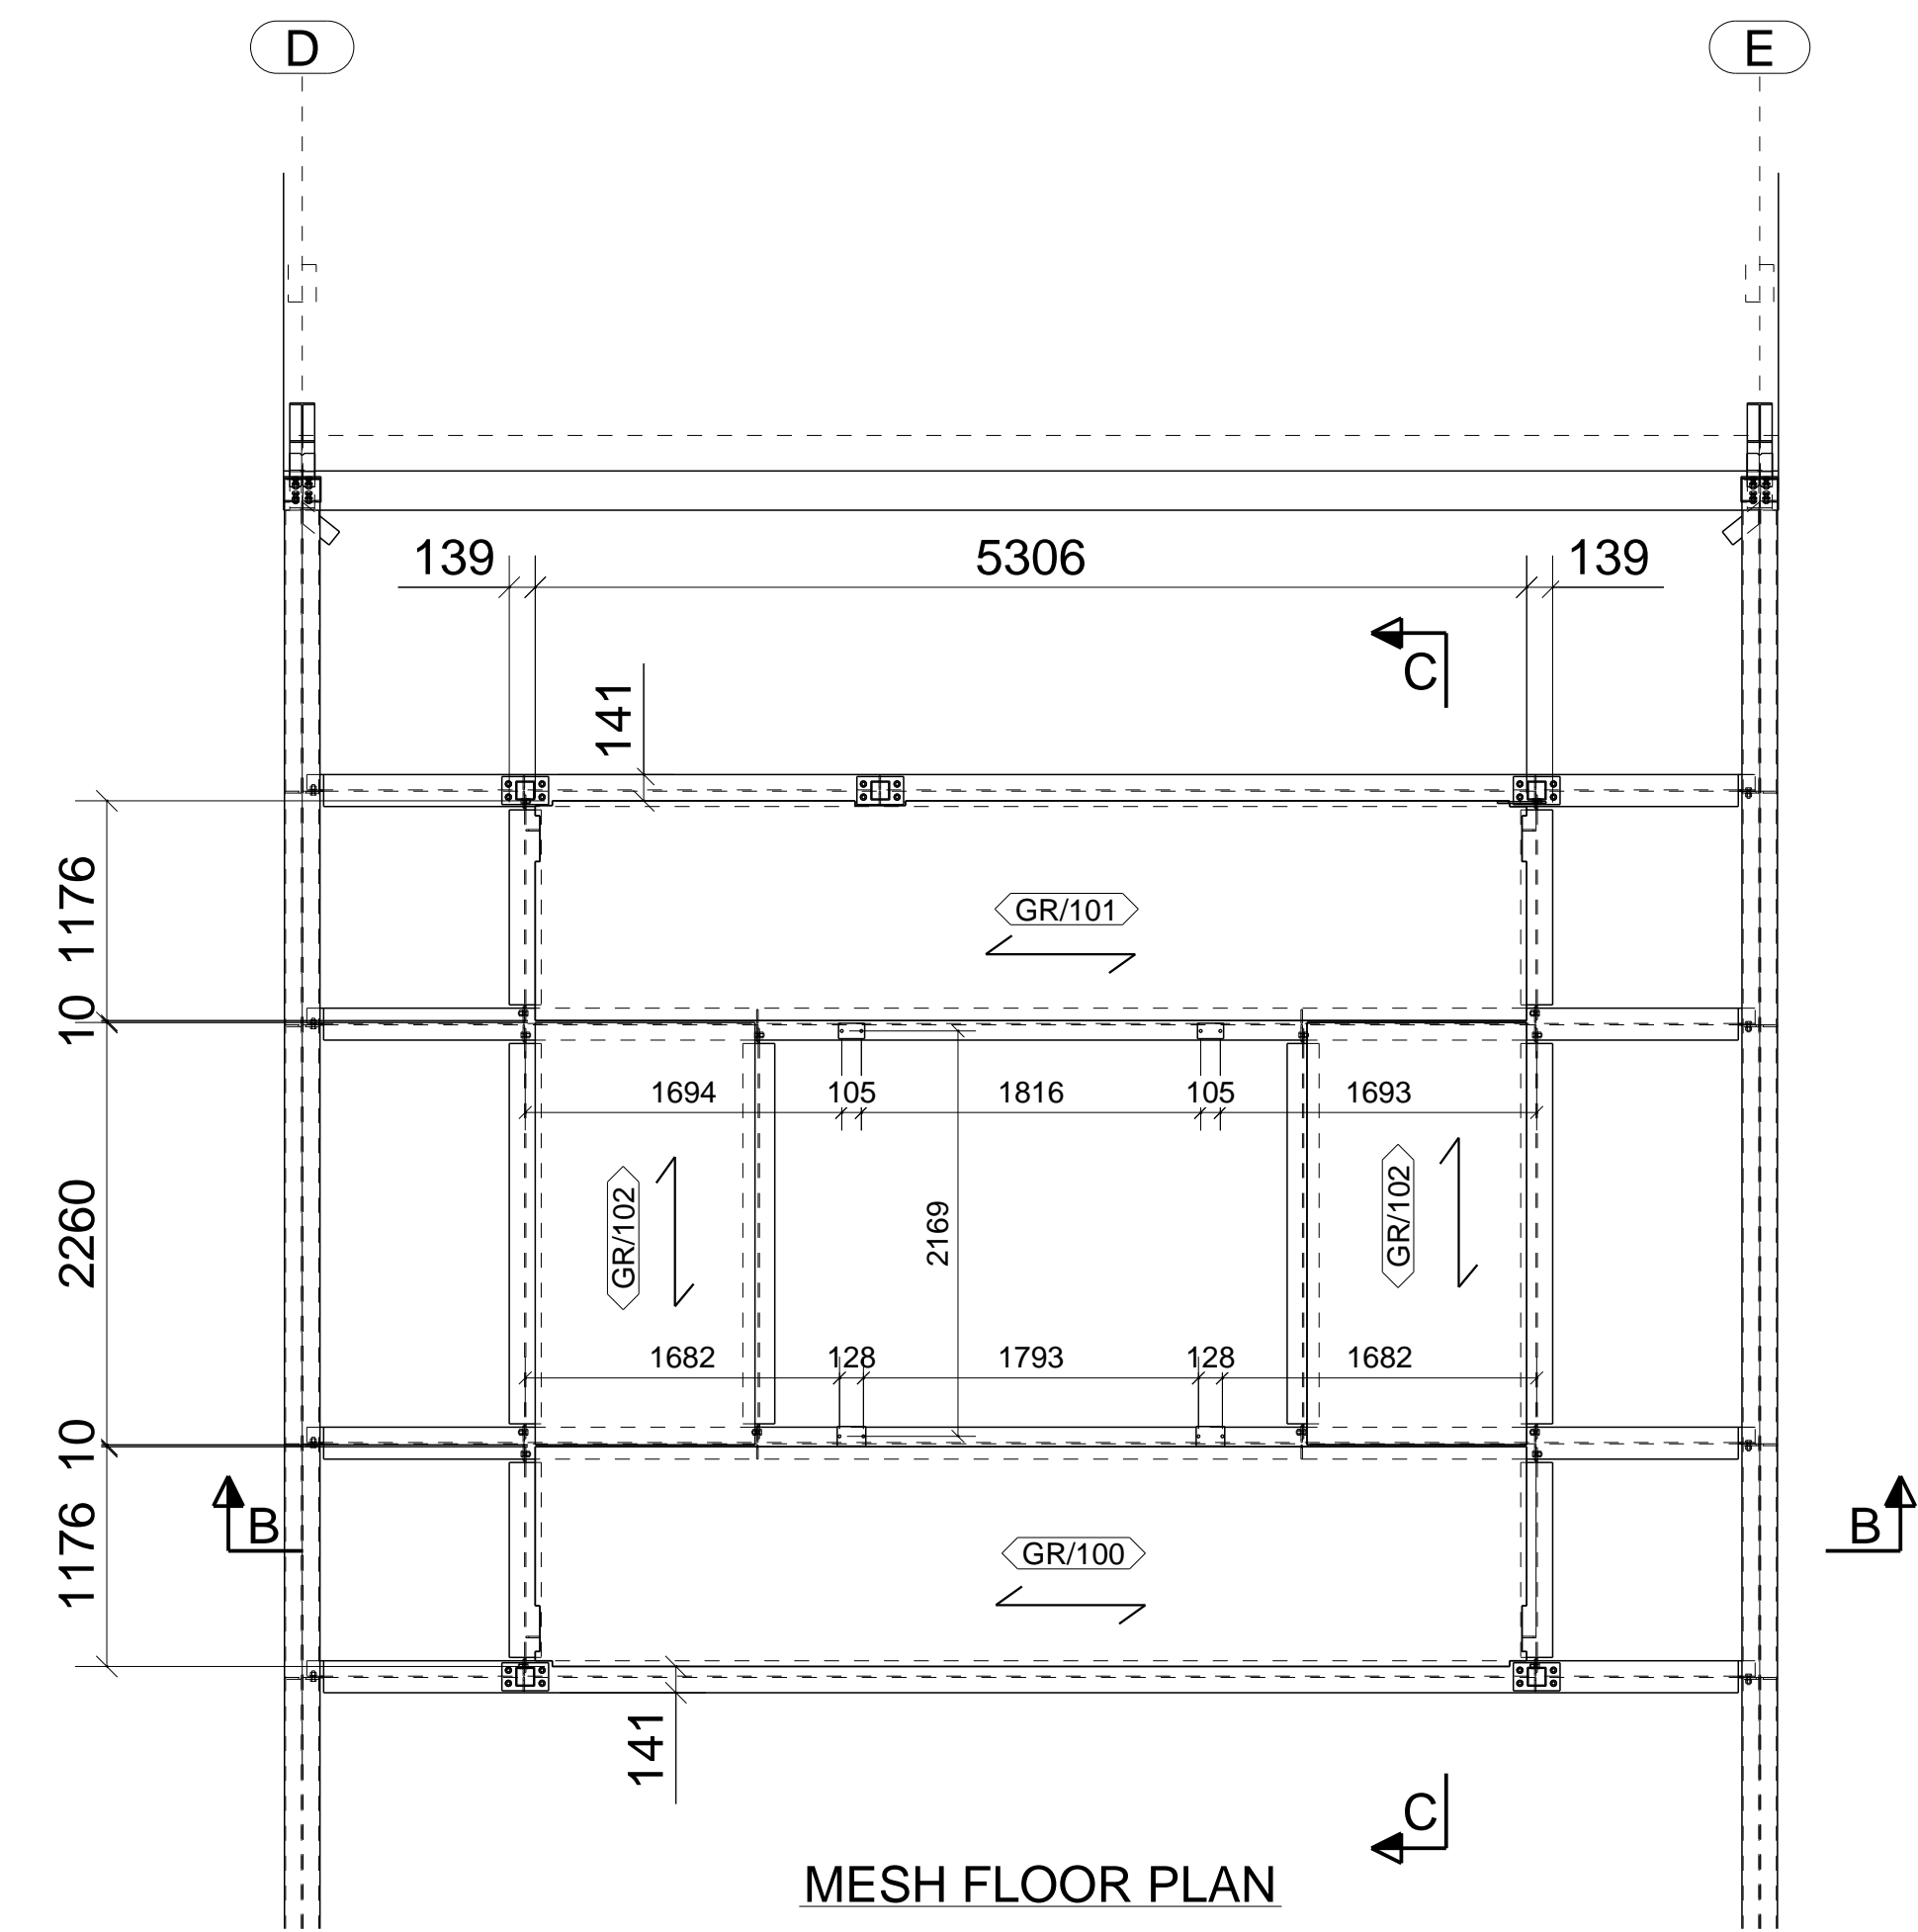 D E
139 5306 139
C
141
1176
GR/101
10
1694 105 1816 105 1693
2260
GR/102
2169
GR/102
1682 128 1793 128 1682
10
B B
1176
GR/100
141
C
MESH FLOOR PLAN